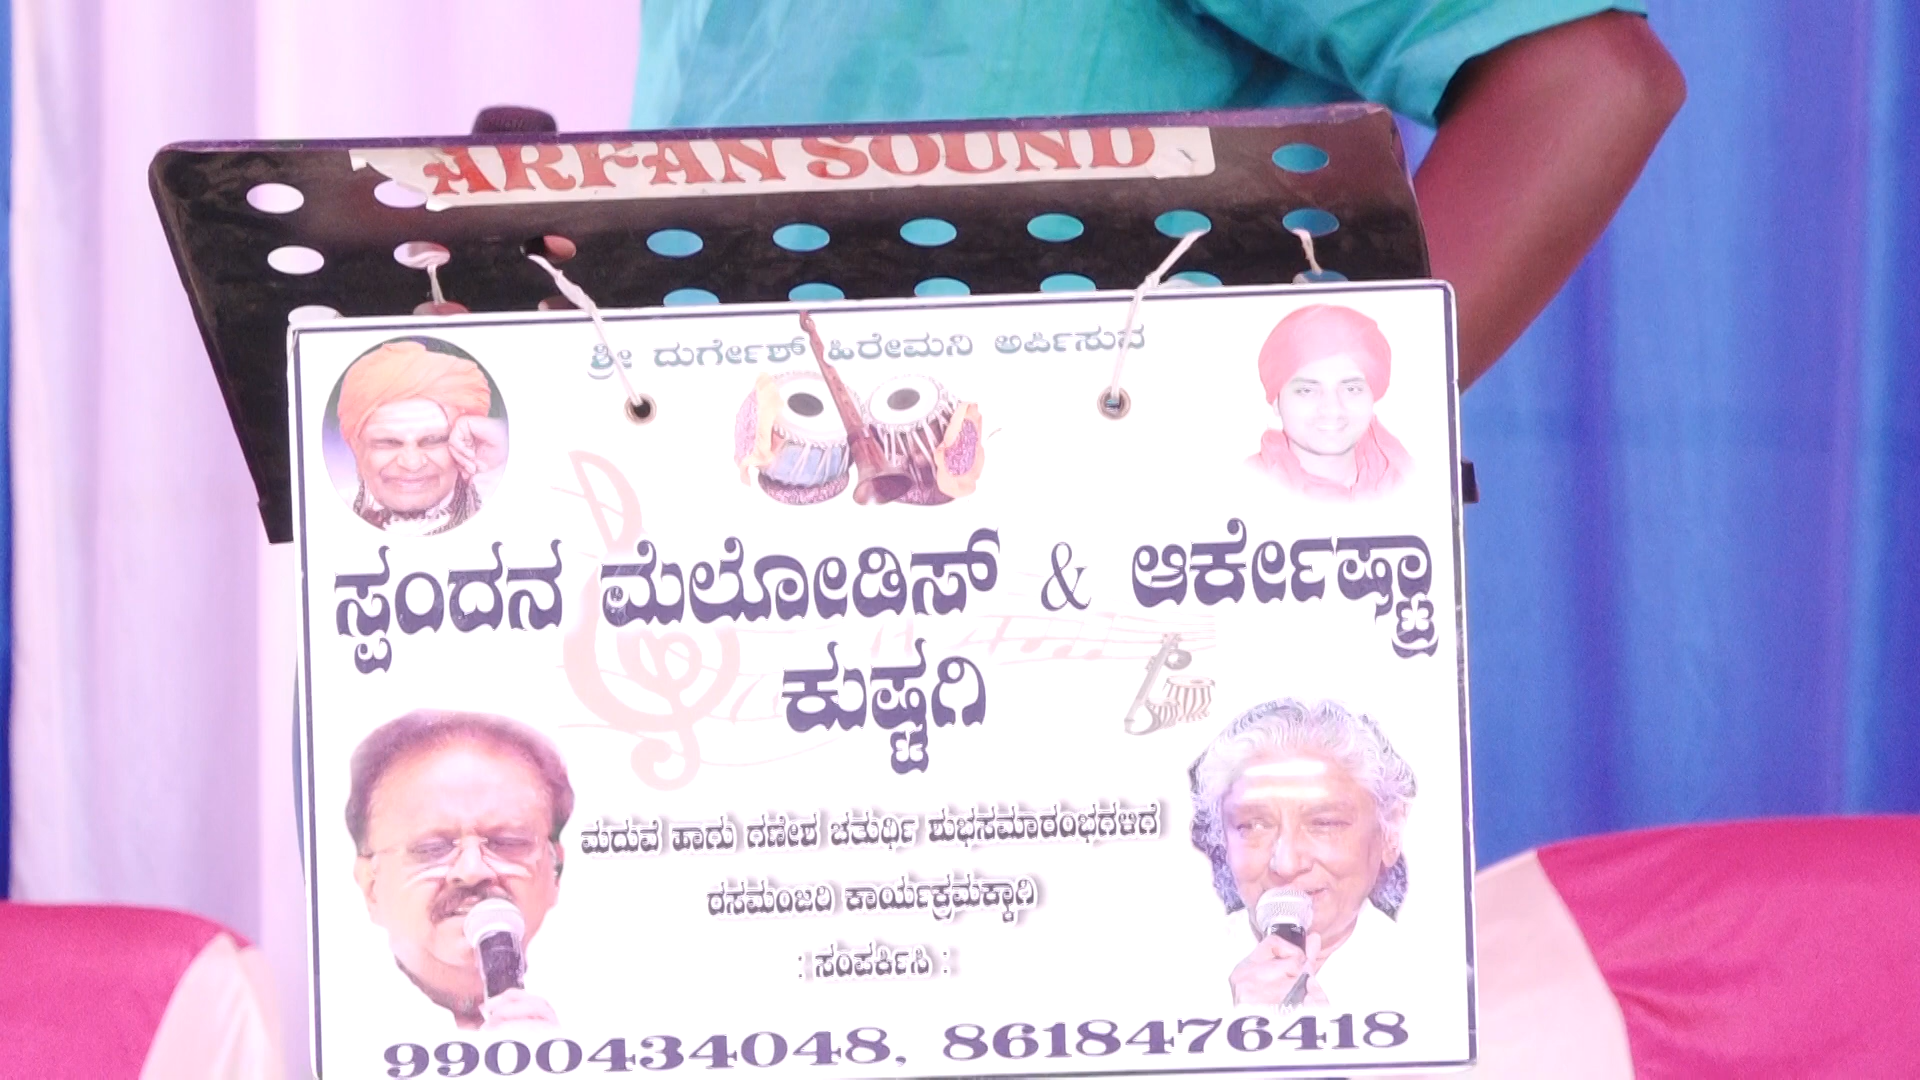 ARFAN SOUND
ಶ್ರೀ ದುರ್ಗೇಶ್ ಹಿರೇಮನಿ ಅರ್ಪಿಸುವ
ಸ್ಪಂದನ ಮೆಲೋಡಿಸ್ & ಆರ್ಕೇಷ್ಟ್ರಾ
ಕುಷ್ಟಗಿ
ಮದುವೆ ಹಾಗು ಗಣೇಶ ಚತುರ್ಥಿ ಶುಭಸಮಾರಂಭಗಳಿಗೆ
ರಸಮಂಜರಿ ಕಾರ್ಯಕ್ರಮಕ್ಕಾಗಿ
: ಸಂಪರ್ಕಿಸಿ :
9900434048, 8618476418